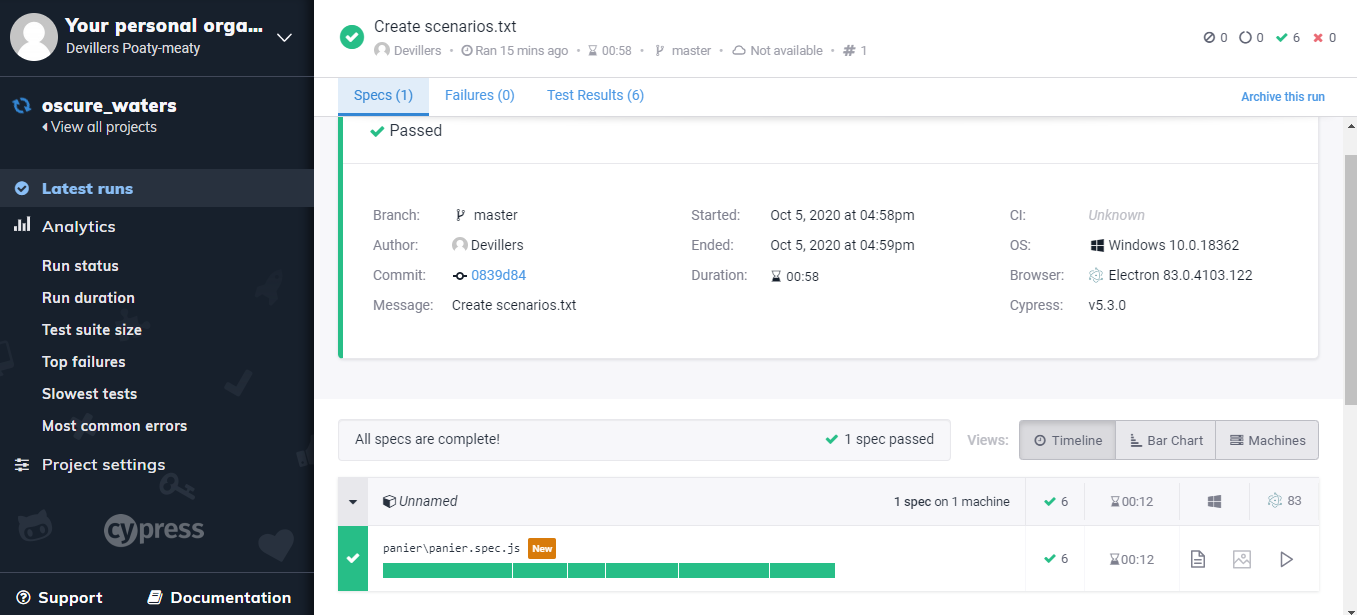 Your personal orga...
Devillers Poaty-meaty
oscure_waters
View all projects
Latest runs
Analytics
Run status
Run duration
Test suite size
Top failures
Slowest tests
Most common errors
Project settings
cypress
Support
Documentation
Create scenarios.txt
Devillers • Ran 15 mins ago • 00:58 • master • Not available • # 1
0 0 6 0
Specs (1)
Failures (0)
Test Results (6)
Archive this run
Passed
Branch: master
Author: Devillers
Commit: 0839d84
Message: Create scenarios.txt
Started: Oct 5, 2020 at 04:58pm
Ended: Oct 5, 2020 at 04:59pm
Duration: 00:58
CI: Unknown
OS: Windows 10.0.18362
Browser: Electron 83.0.4103.122
Cypress: v5.3.0
All specs are complete!
1 spec passed
Views:
Timeline
Bar Chart
Machines
Unnamed
1 spec on 1 machine
6
00:12
83
panier\panier.spec.js
New
6
00:12